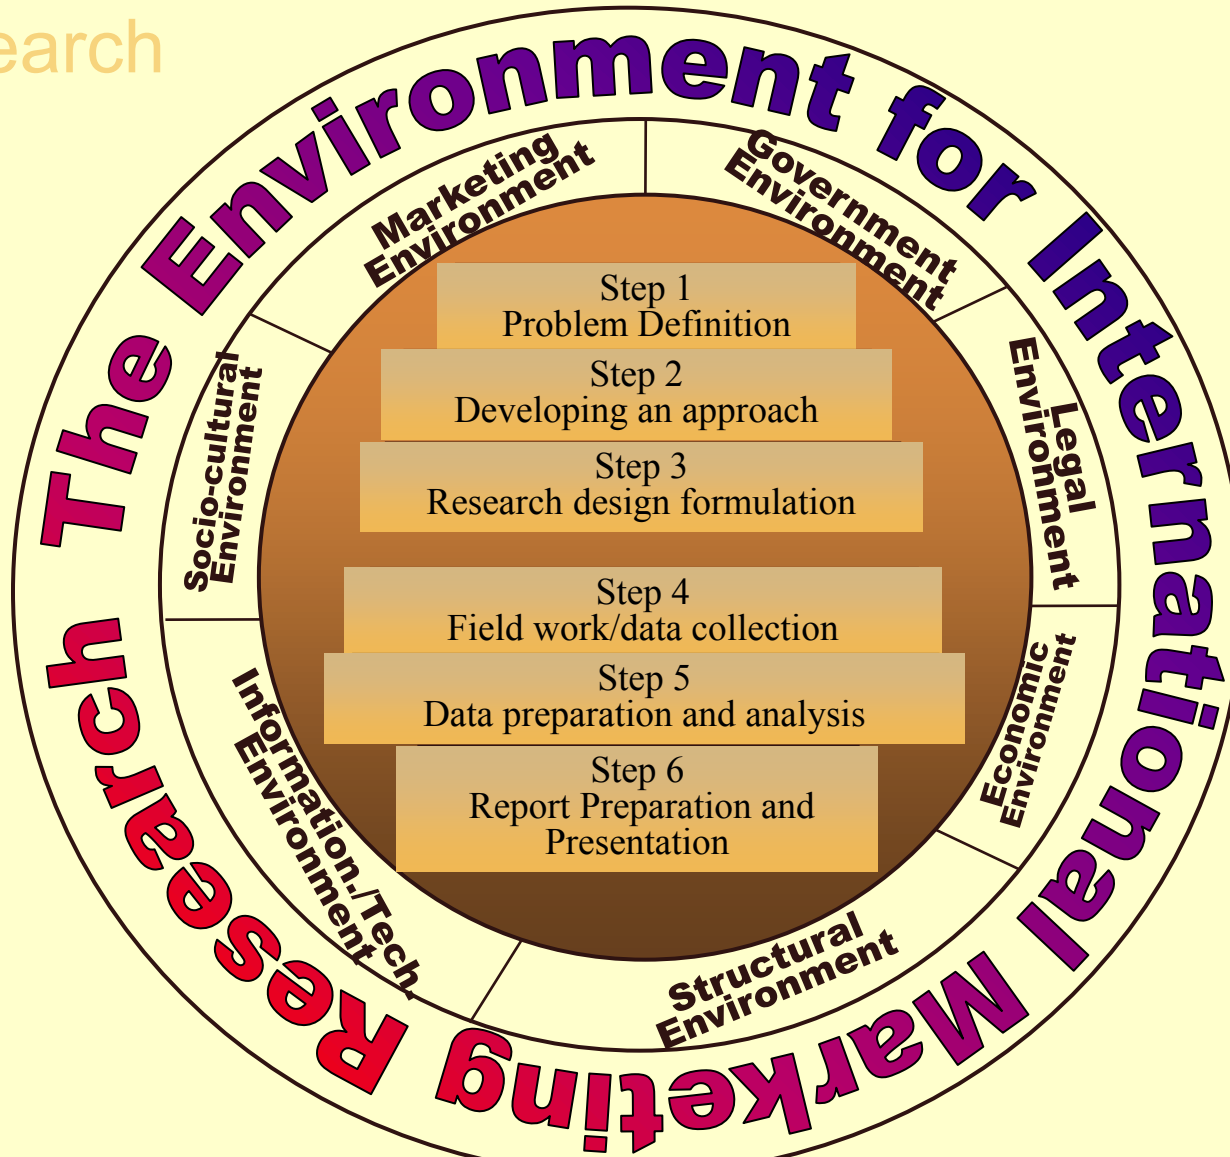 earch
The Environment for International Marketing Research
Marketing
Environment
Government
Environment
Legal
Environment
Economic
Environment
Structural
Environment
Information./Tech.
Environment
Socio-cultural
Environment
Step 1
Problem Definition
Step 2
Developing an approach
Step 3
Research design formulation
Step 4
Field work/data collection
Step 5
Data preparation and analysis
Step 6
Report Preparation and
Presentation